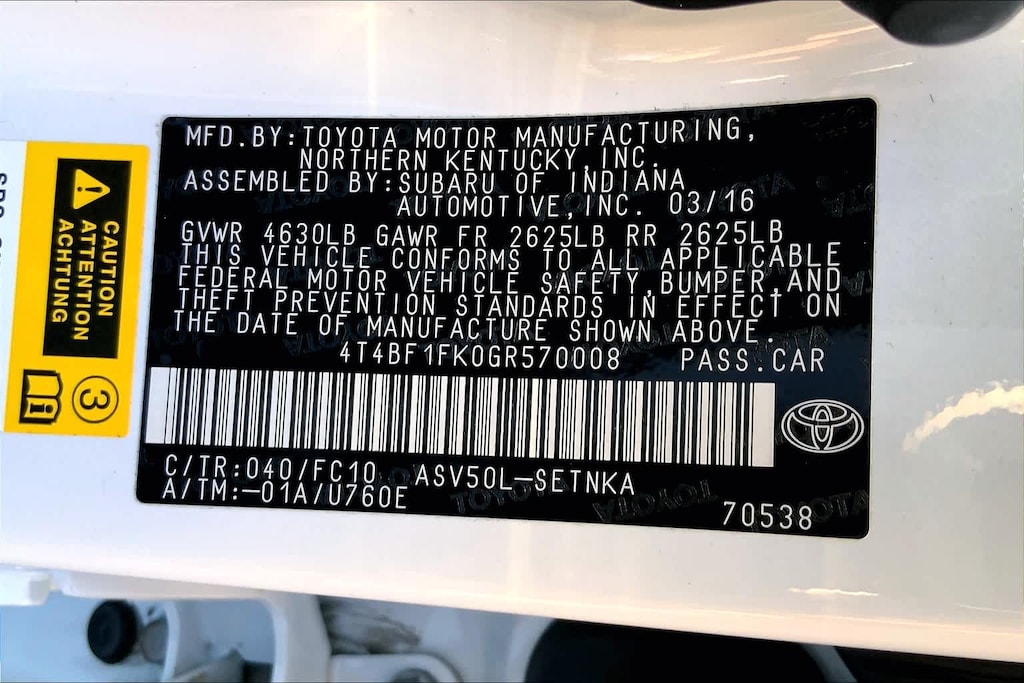 MFD.BY:TOYOTA MOTOR MANUFACTURING,
NORTHERN KENTUCKY,INC.
ASSEMBLED BY:SUBARU OF INDIANA
AUTOMOTIVE,INC. 03/16
GVWR 4630LB GAWR FR 2625LB RR 2625LB
THIS VEHICLE CONFORMS TO ALL APPLICABLE
FEDERAL MOTOR VEHICLE SAFETY,BUMPER,AND
THEFT PREVENTION STANDARDS IN EFFECT ON
THE DATE OF MANUFACTURE SHOWN ABOVE.
4T4BF1FK0GR570008 PASS.CAR
C/TR:040/FC10 ASV50L-SETNKA
A/TM:-01A/U760E
70538
CAUTION
ATTENTION
ACHTUNG
3